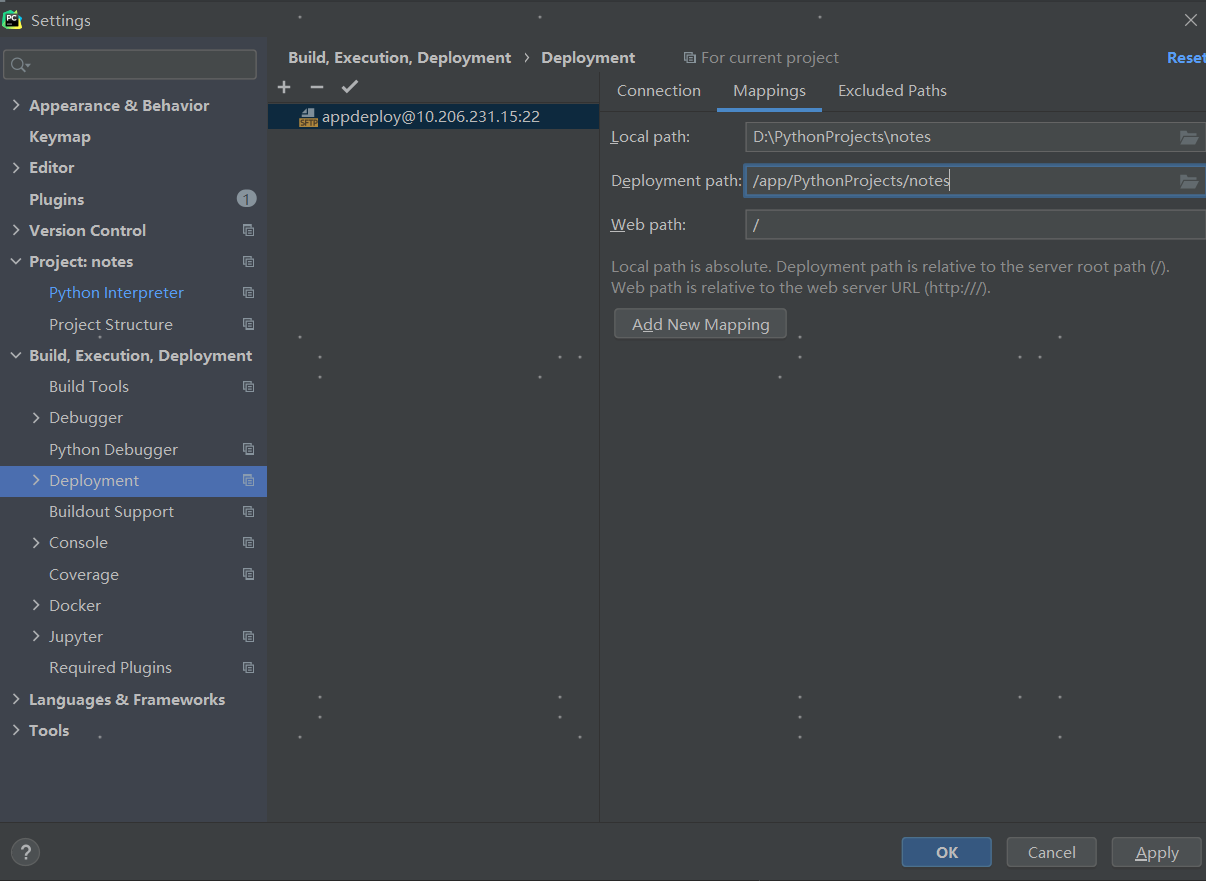 Settings
Build, Execution, Deployment › Deployment
For current project
Reset
Appearance & Behavior
Keymap
Editor
Plugins
1
Version Control
Project: notes
Python Interpreter
Project Structure
Build, Execution, Deployment
Build Tools
Debugger
Python Debugger
Deployment
Buildout Support
Console
Coverage
Docker
Jupyter
Required Plugins
Languages & Frameworks
Tools
SFTP appdeploy@10.206.231.15:22
Connection
Mappings
Excluded Paths
Local path:
D:\PythonProjects\notes
Deployment path:
/app/PythonProjects/notes
Web path:
/
Local path is absolute. Deployment path is relative to the server root path (/).
Web path is relative to the web server URL (http:///).
Add New Mapping
?
OK
Cancel
Apply